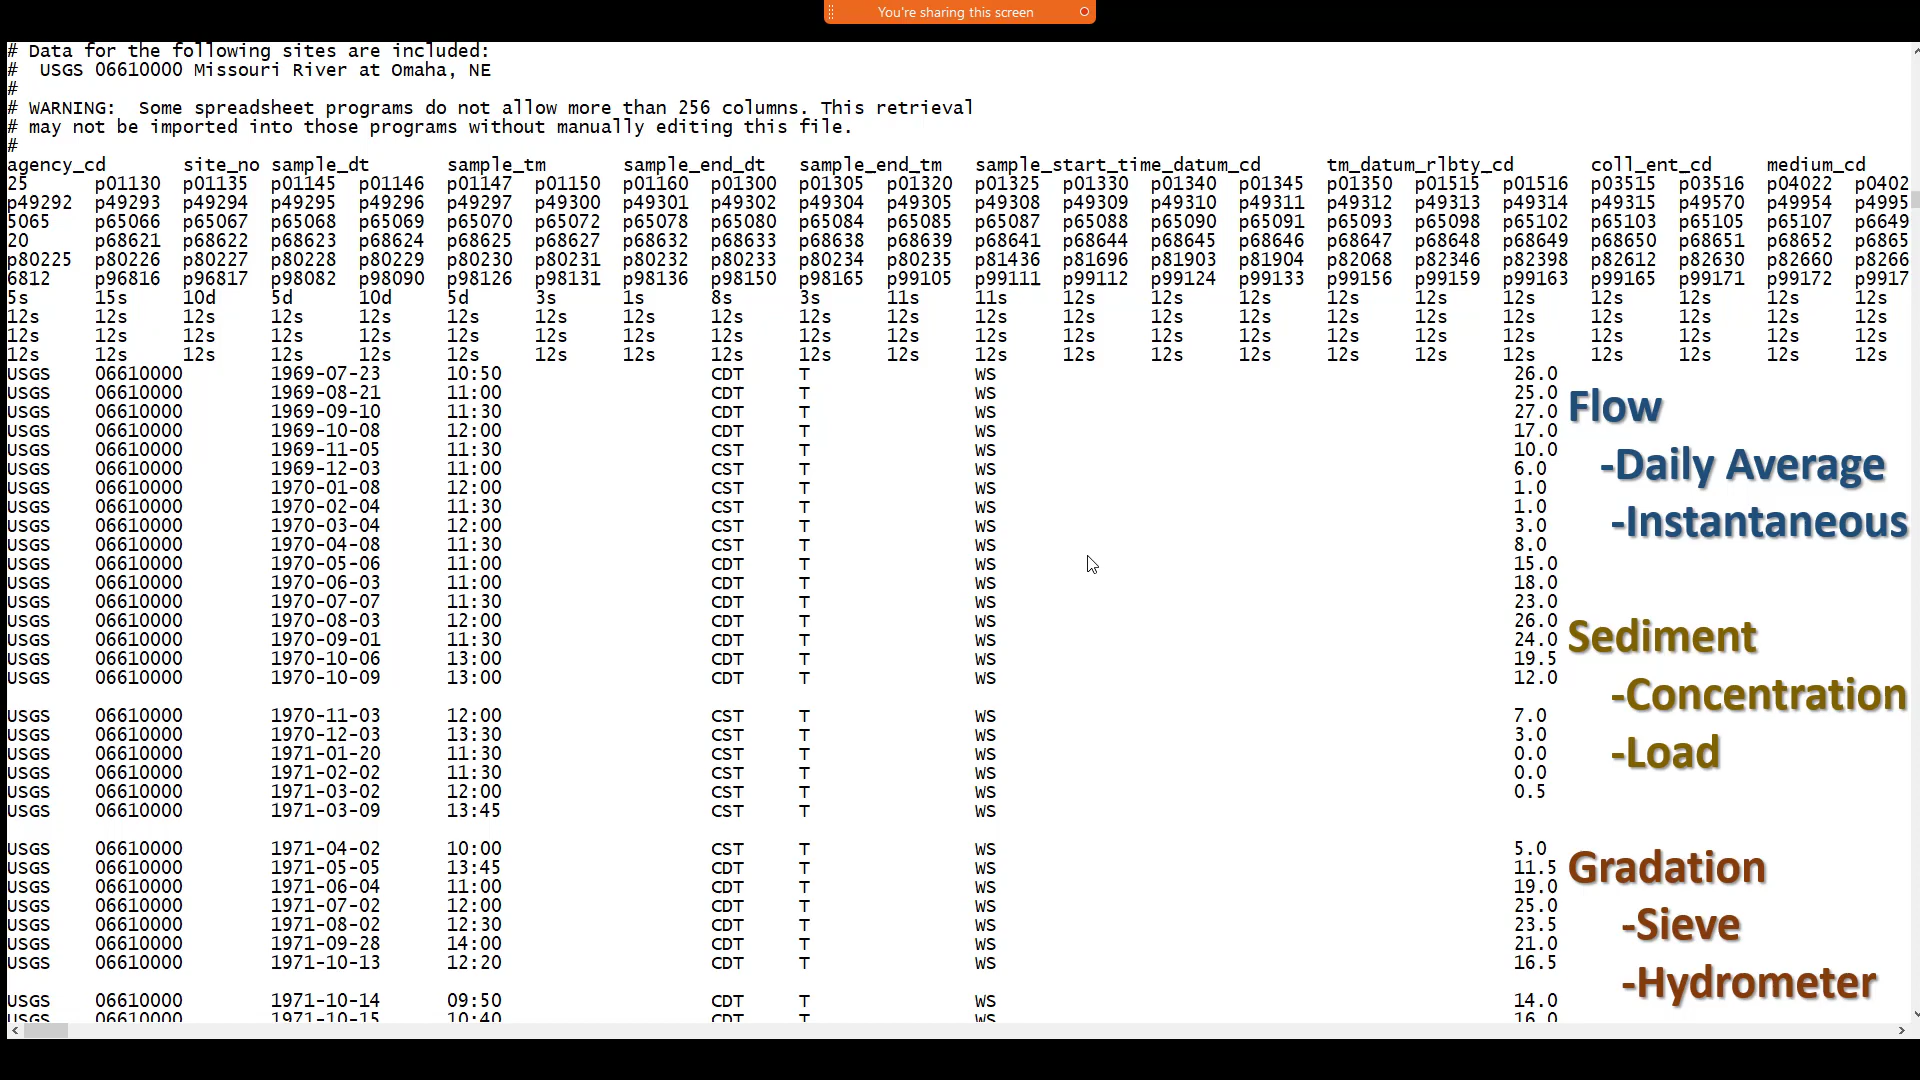 You're sharing this screen
# Data for the following sites are included:
#  USGS 06610000 Missouri River at Omaha, NE
#
# WARNING:  Some spreadsheet programs do not allow more than 256 columns. This retrieval
# may not be imported into those programs without manually editing this file.
#
agency_cd site_no sample_dt sample_tm sample_end_dt sample_end_tm sample_start_time_datum_cd tm_datum_rlbty_cd coll_ent_cd medium_cd
25 p01130 p01135 p01145 p01146 p01147 p01150 p01160 p01300 p01305 p01320 p01325 p01330 p01340 p01345 p01350 p01515 p01516 p03515 p03516 p04022 p0402
p49292 p49293 p49294 p49295 p49296 p49297 p49300 p49301 p49302 p49304 p49305 p49308 p49309 p49310 p49311 p49312 p49313 p49314 p49315 p49570 p49954 p4995
5065 p65066 p65067 p65068 p65069 p65070 p65072 p65078 p65080 p65084 p65085 p65087 p65088 p65090 p65091 p65093 p65098 p65102 p65103 p65105 p65107 p6649
20 p68621 p68622 p68623 p68624 p68625 p68627 p68632 p68633 p68638 p68639 p68641 p68644 p68645 p68646 p68647 p68648 p68649 p68650 p68651 p68652 p6865
p80225 p80226 p80227 p80228 p80229 p80230 p80231 p80232 p80233 p80234 p80235 p81436 p81696 p81903 p81904 p82068 p82346 p82398 p82612 p82630 p82660 p8266
6812 p96816 p96817 p98082 p98090 p98126 p98131 p98136 p98150 p98165 p99105 p99111 p99112 p99124 p99133 p99156 p99159 p99163 p99165 p99171 p99172 p9917
5s 15s 10d 5d 10d 5d 3s 1s 8s 3s 11s 11s 12s 12s 12s 12s 12s 12s 12s 12s 12s 12s
12s 12s 12s 12s 12s 12s 12s 12s 12s 12s 12s 12s 12s 12s 12s 12s 12s 12s 12s 12s 12s 12s
12s 12s 12s 12s 12s 12s 12s 12s 12s 12s 12s 12s 12s 12s 12s 12s 12s 12s 12s 12s 12s 12s
12s 12s 12s 12s 12s 12s 12s 12s 12s 12s 12s 12s 12s 12s 12s 12s 12s 12s 12s 12s 12s 12s
USGS 06610000 1969-07-23 10:50 CDT T WS 26.0
USGS 06610000 1969-08-21 11:00 CDT T WS 25.0
USGS 06610000 1969-09-10 11:30 CDT T WS 27.0
USGS 06610000 1969-10-08 12:00 CDT T WS 17.0
USGS 06610000 1969-11-05 11:30 CST T WS 10.0
USGS 06610000 1969-12-03 11:00 CST T WS 6.0
USGS 06610000 1970-01-08 12:00 CST T WS 1.0
USGS 06610000 1970-02-04 11:30 CST T WS 1.0
USGS 06610000 1970-03-04 12:00 CST T WS 3.0
USGS 06610000 1970-04-08 11:30 CST T WS 8.0
USGS 06610000 1970-05-06 11:00 CDT T WS 15.0
USGS 06610000 1970-06-03 11:00 CDT T WS 18.0
USGS 06610000 1970-07-07 11:30 CDT T WS 23.0
USGS 06610000 1970-08-03 12:00 CDT T WS 26.0
USGS 06610000 1970-09-01 11:30 CDT T WS 24.0
USGS 06610000 1970-10-06 13:00 CDT T WS 19.5
USGS 06610000 1970-10-09 13:00 CDT T WS 12.0
USGS 06610000 1970-11-03 12:00 CST T WS 7.0
USGS 06610000 1970-12-03 13:30 CST T WS 3.0
USGS 06610000 1971-01-20 11:30 CST T WS 0.0
USGS 06610000 1971-02-02 11:30 CST T WS 0.0
USGS 06610000 1971-03-02 12:00 CST T WS 0.5
USGS 06610000 1971-03-09 13:45 CST T WS
USGS 06610000 1971-04-02 10:00 CST T WS 5.0
USGS 06610000 1971-05-05 13:45 CDT T WS 11.5
USGS 06610000 1971-06-04 11:00 CDT T WS 19.0
USGS 06610000 1971-07-02 12:00 CDT T WS 25.0
USGS 06610000 1971-08-02 12:30 CDT T WS 23.5
USGS 06610000 1971-09-28 14:00 CDT T WS 21.0
USGS 06610000 1971-10-13 12:20 CDT T WS 16.5
USGS 06610000 1971-10-14 09:50 CDT T WS 14.0
USGS 06610000 1971-10-15 10:40 CDT T WS 16.0
Flow
-Daily Average
-Instantaneous
Sediment
-Concentration
-Load
Gradation
-Sieve
-Hydrometer